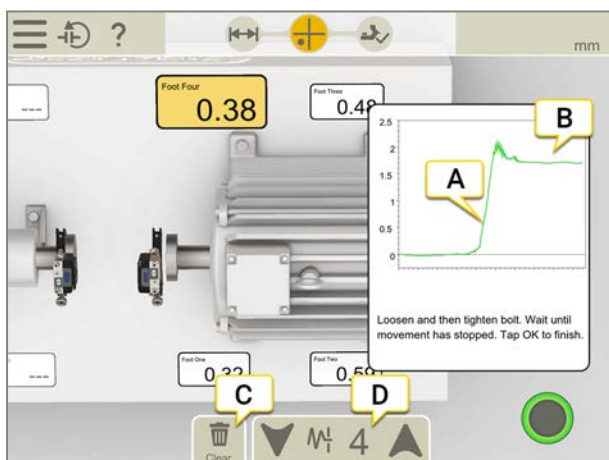 ?
mm
Foot Four
0.38
Foot Three
0.48
---
B
2.5
2
1.5
1
0.5
0
A
Loosen and then tighten bolt. Wait until
movement has stopped. Tap OK to finish.
---
Foot One
0.32
Foot Two
0.591
C
D
Clear
4